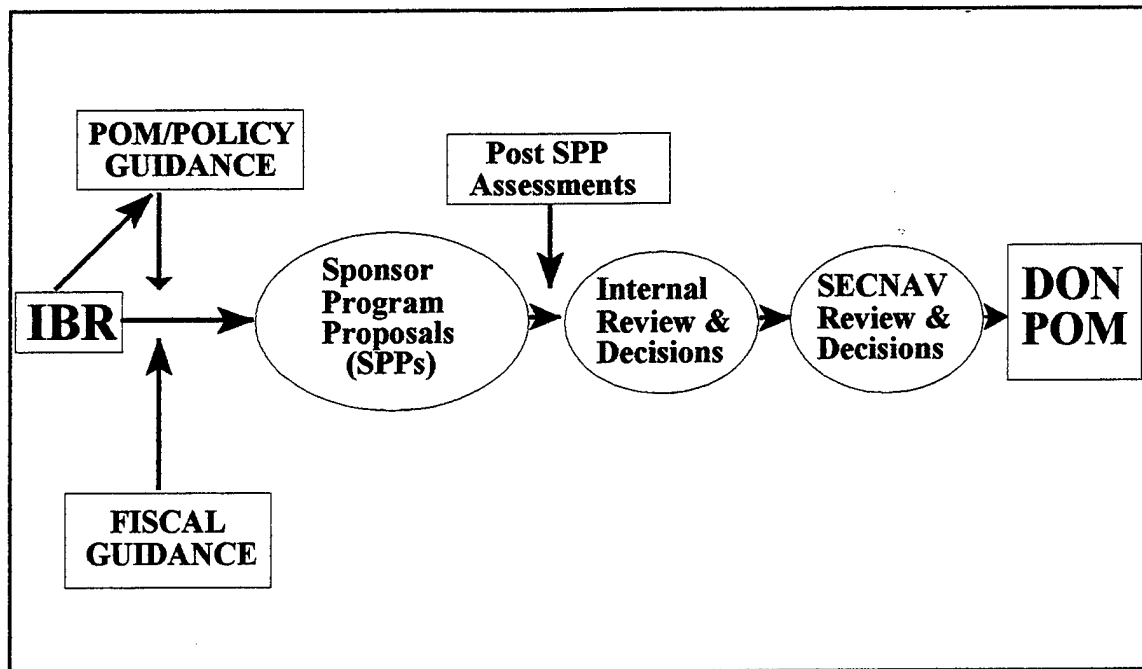 POM/POLICY
GUIDANCE
Post SPP
Assessments
IBR
Sponsor
Program
Proposals
(SPPs)
Internal
Review &
Decisions
SECNAV
Review &
Decisions
DON
POM
FISCAL
GUIDANCE